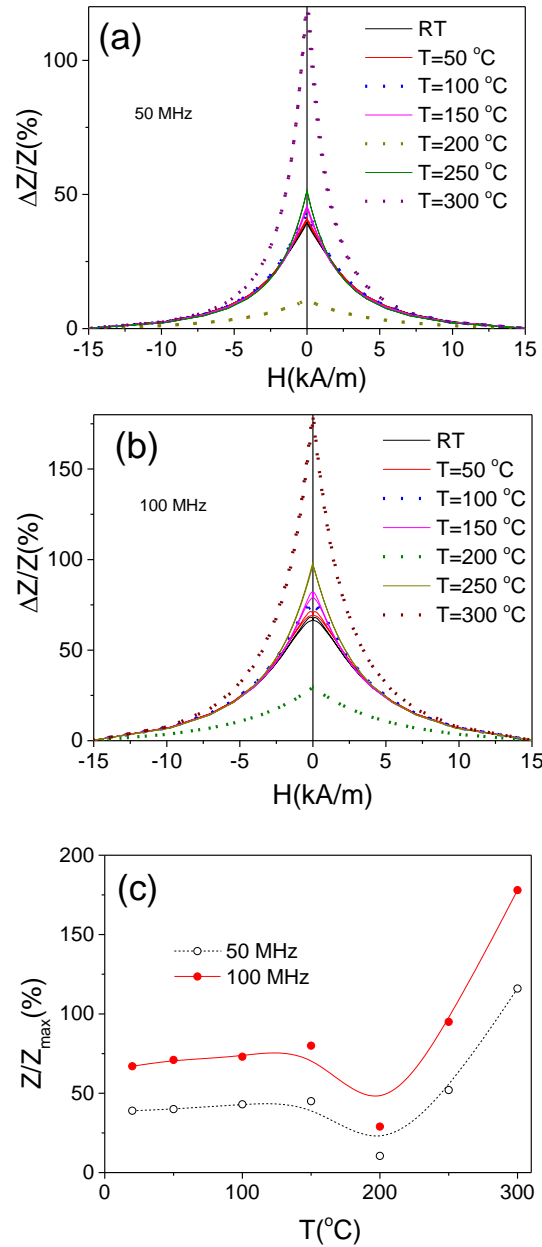 (a)
RT
T=50 °C
T=100 °C
T=150 °C
T=200 °C
T=250 °C
T=300 °C
50 MHz
ΔZ/Z(%)
100
50
0
-15 -10 -5 0 5 10 15
H(kA/m)
(b)
RT
T=50 °C
T=100 °C
T=150 °C
T=200 °C
T=250 °C
T=300 °C
100 MHz
ΔZ/Z(%)
150
100
50
0
-15 -10 -5 0 5 10 15
H(kA/m)
(c)
50 MHz
100 MHz
Z/Zmax(%)
200
150
100
50
0
0 100 200 300
T(°C)